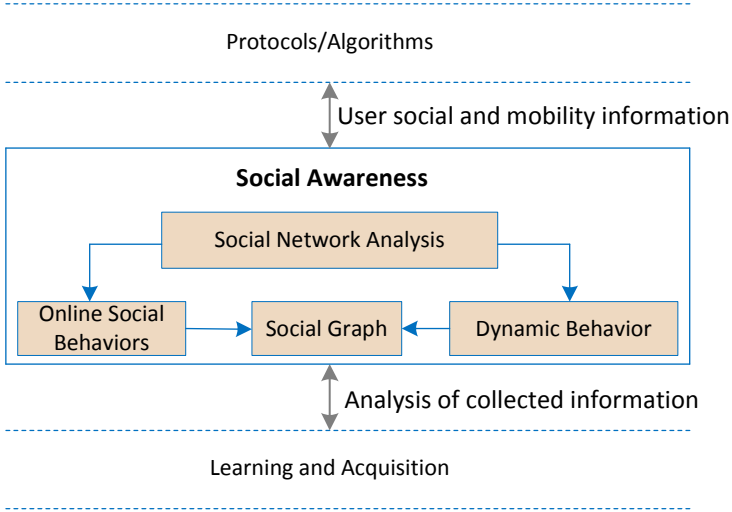 Protocols/Algorithms
User social and mobility information
Social Awareness
Social Network Analysis
Online Social
Behaviors
Social Graph
Dynamic Behavior
Analysis of collected information
Learning and Acquisition